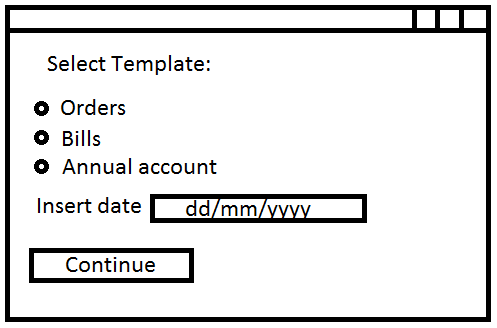 Select Template:
Orders
Bills
Annual account
Insert date dd/mm/yyyy
Continue